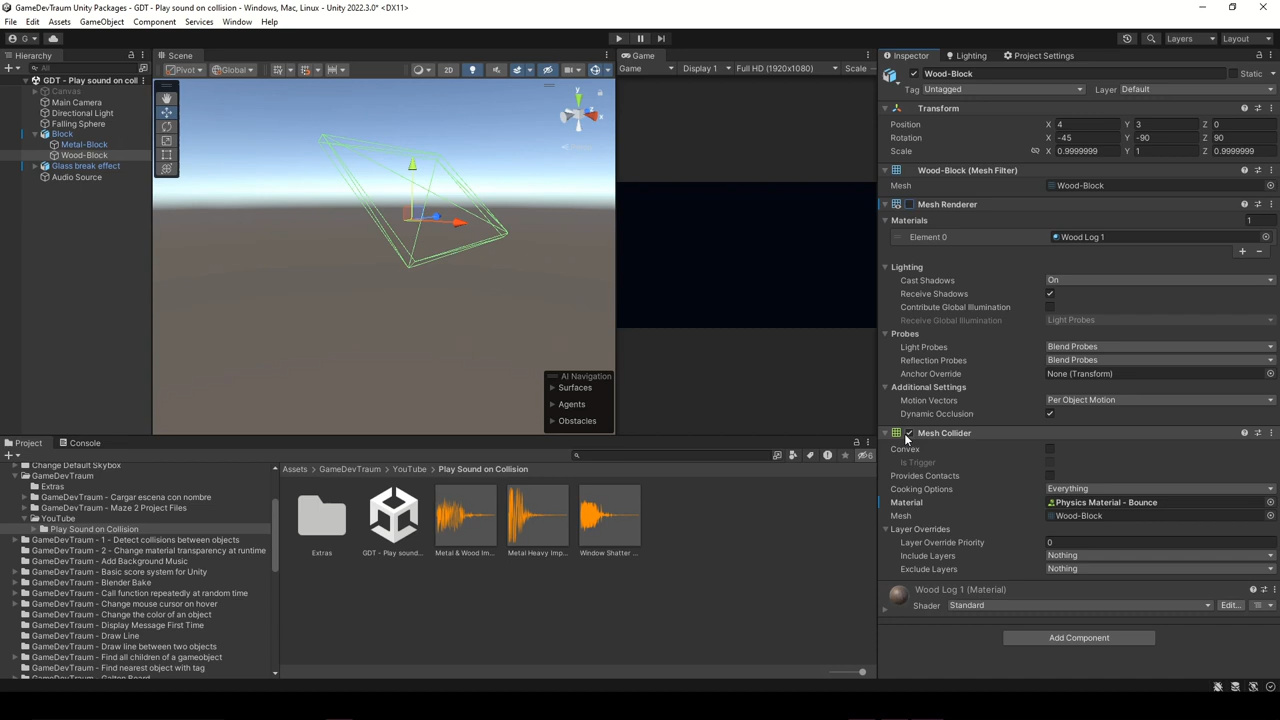 GameDevTraum Unity Packages - GDT - Play sound on collision - Windows, Mac, Linux - Unity 2022.3.0* <DX11>
File Edit Assets GameObject Component Services Window Help
G
Layers Layout
Hierarchy
All
GDT - Play sound on coll
Canvas
Main Camera
Directional Light
Falling Sphere
Block
Metal-Block
Wood-Block
Glass break effect
Audio Source
Scene
Pivot Global 2D
y
z
AI Navigation
Surfaces
Agents
Obstacles
Game
Game Display 1 Full HD (1920x1080) Scale
Inspector Lighting Project Settings
Wood-Block Static
Tag Untagged Layer Default
Transform
Position X 4 Y 3 Z 0
Rotation X -45 Y -90 Z 90
Scale X 0.9999999 Y 1 Z 0.9999999
Wood-Block (Mesh Filter)
Mesh Wood-Block
Mesh Renderer
Materials 1
Element 0 Wood Log 1
Lighting
Cast Shadows On
Receive Shadows
Contribute Global Illumination
Receive Global Illumination Light Probes
Probes
Light Probes Blend Probes
Reflection Probes Blend Probes
Anchor Override None (Transform)
Additional Settings
Motion Vectors Per Object Motion
Dynamic Occlusion
Mesh Collider
Convex
Is Trigger
Provides Contacts
Cooking Options Everything
Material Physics Material - Bounce
Mesh Wood-Block
Layer Overrides
Layer Override Priority 0
Include Layers Nothing
Exclude Layers Nothing
Wood Log 1 (Material)
Shader Standard Edit...
Add Component
Project Console
6
Change Default Skybox
GameDevTraum
Extras
GameDevTraum - Cargar escena con nombre
GameDevTraum - Maze 2 Project Files
YouTube
Play Sound on Collision
GameDevTraum - 1 - Detect collisions between objects
GameDevTraum - 2 - Change material transparency at runtime
GameDevTraum - Add Background Music
GameDevTraum - Basic score system for Unity
GameDevTraum - Blender Bake
GameDevTraum - Call function repeatedly at random time
GameDevTraum - Change mouse cursor on hover
GameDevTraum - Change the color of an object
GameDevTraum - Display Message First Time
GameDevTraum - Draw Line
GameDevTraum - Draw line between two objects
GameDevTraum - Find all children of a gameobject
GameDevTraum - Find nearest object with tag
GameDevTraum - Galton Board
Assets GameDevTraum YouTube Play Sound on Collision
Extras
GDT - Play sound...
Metal & Wood Im...
Metal Heavy Imp...
Window Shatter ...